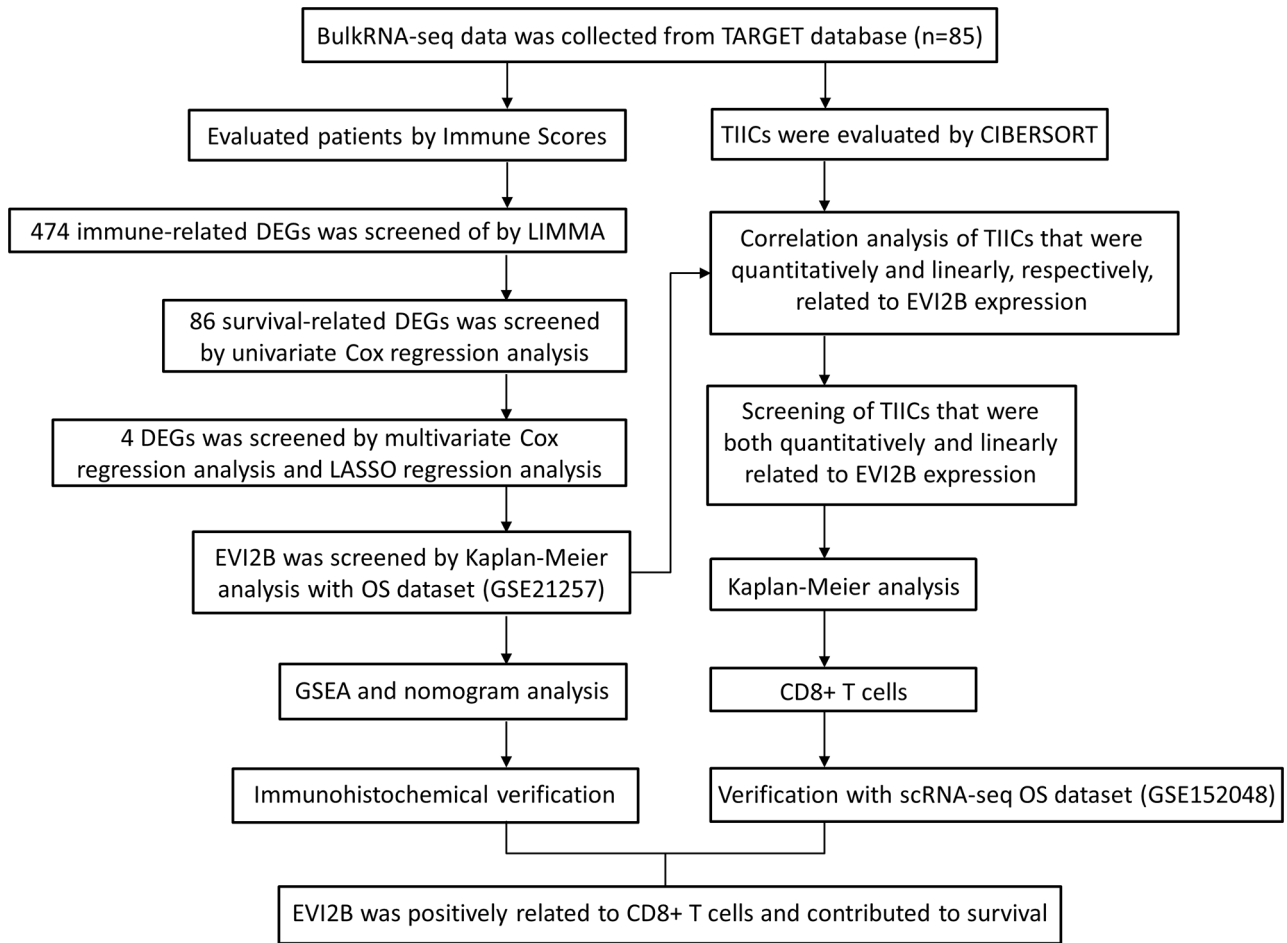 BulkRNA-seq data was collected from TARGET database (n=85)
Evaluated patients by Immune Scores
474 immune-related DEGs was screened of by LIMMA
86 survival-related DEGs was screened
by univariate Cox regression analysis
4 DEGs was screened by multivariate Cox
regression analysis and LASSO regression analysis
EVI2B was screened by Kaplan-Meier
analysis with OS dataset (GSE21257)
GSEA and nomogram analysis
Immunohistochemical verification
TIICs were evaluated by CIBERSORT
Correlation analysis of TIICs that were
quantitatively and linearly, respectively,
related to EVI2B expression
Screening of TIICs that were
both quantitatively and linearly
related to EVI2B expression
Kaplan-Meier analysis
CD8+ T cells
Verification with scRNA-seq OS dataset (GSE152048)
EVI2B was positively related to CD8+ T cells and contributed to survival